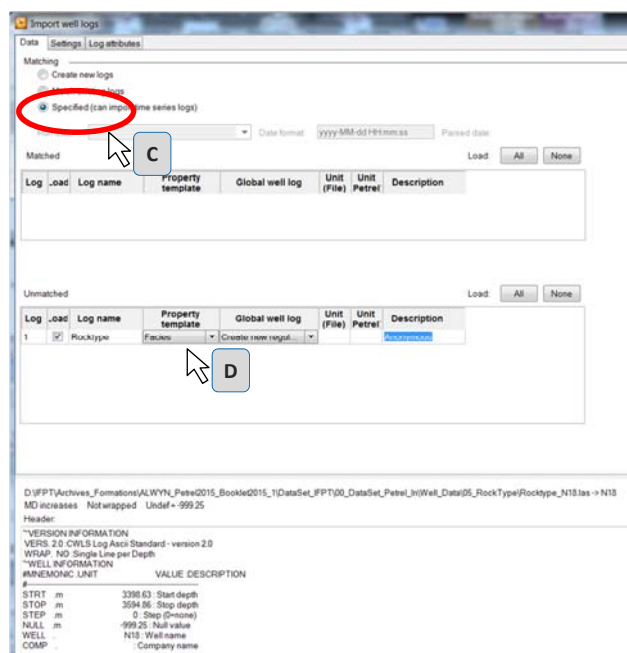 Import well logs
Data Settings Log attributes
Matching
Create new logs
logs
Specified (can import time series logs)
Date format: yyyy-MM-dd HH:mm:ss Parsed date:
C
Matched Load: All None
Log Load Log name Property template Global well log Unit (File) Unit Petrel Description
Unmatched Load: All None
Log Load Log name Property template Global well log Unit (File) Unit Petrel Description
1 Rocktype Facies Create new regul... Anonymous
D
D:\IFPT\Archives_Formations\ALWYN_Petrel2015_Booklet2015_1\DataSet_IFPT\00_DataSet_Petrel_In\Well_Data\05_RockType\Rocktype_N18.las -> N18
MD increases Not wrapped Undef = -999.25
Header:
~VERSION INFORMATION
VERS. 2.0 :CWLS Log Ascii Standard - version 2.0
WRAP. NO :Single Line per Depth
~WELL INFORMATION
#MNEMONIC .UNIT VALUE :DESCRIPTION
#
STRT .m 3398.63 : Start depth
STOP .m 3594.86 : Stop depth
STEP .m 0 : Step (0=none)
NULL .m -999.25 : Null value
WELL . N18 : Well name
COMP . : Company name